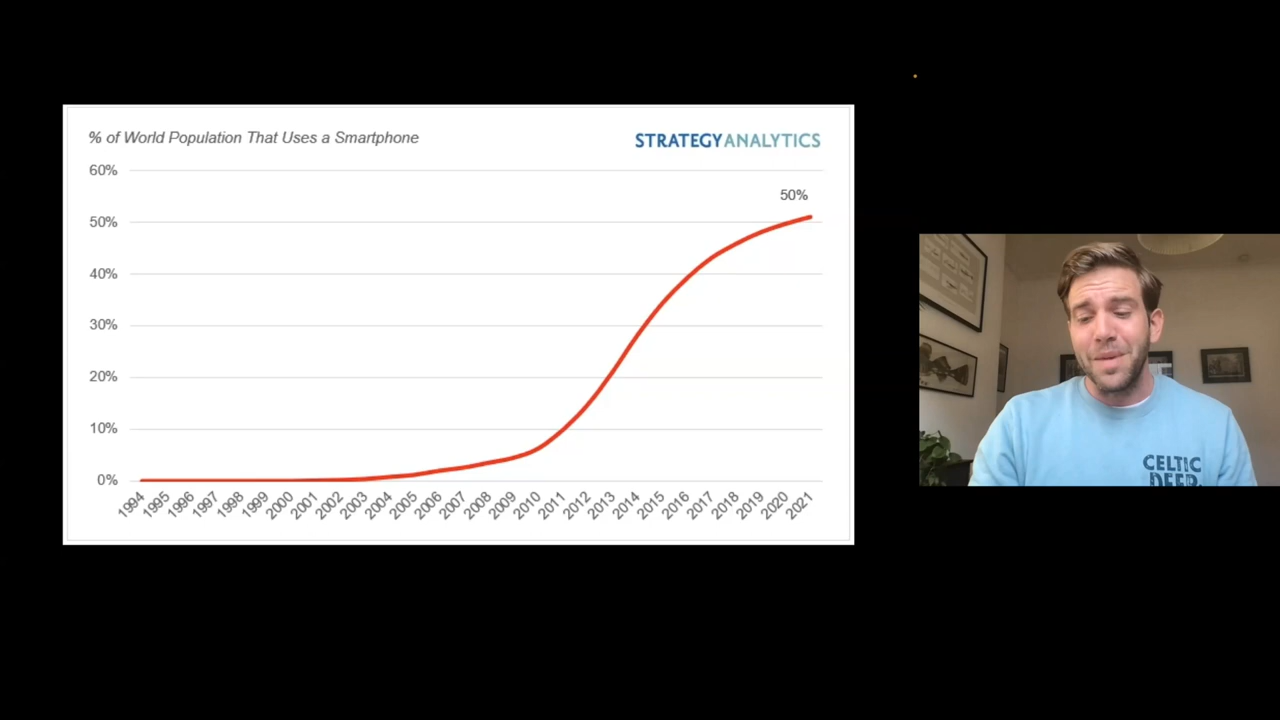 % of World Population That Uses a Smartphone
STRATEGYANALYTICS
60%
50%
50%
40%
30%
20%
10%
0%
1994 1995 1996 1997 1998 1999 2000 2001 2002 2003 2004 2005 2006 2007 2008 2009 2010 2011 2012 2013 2014 2015 2016 2017 2018 2019 2020 2021
CELTIC
DEEP